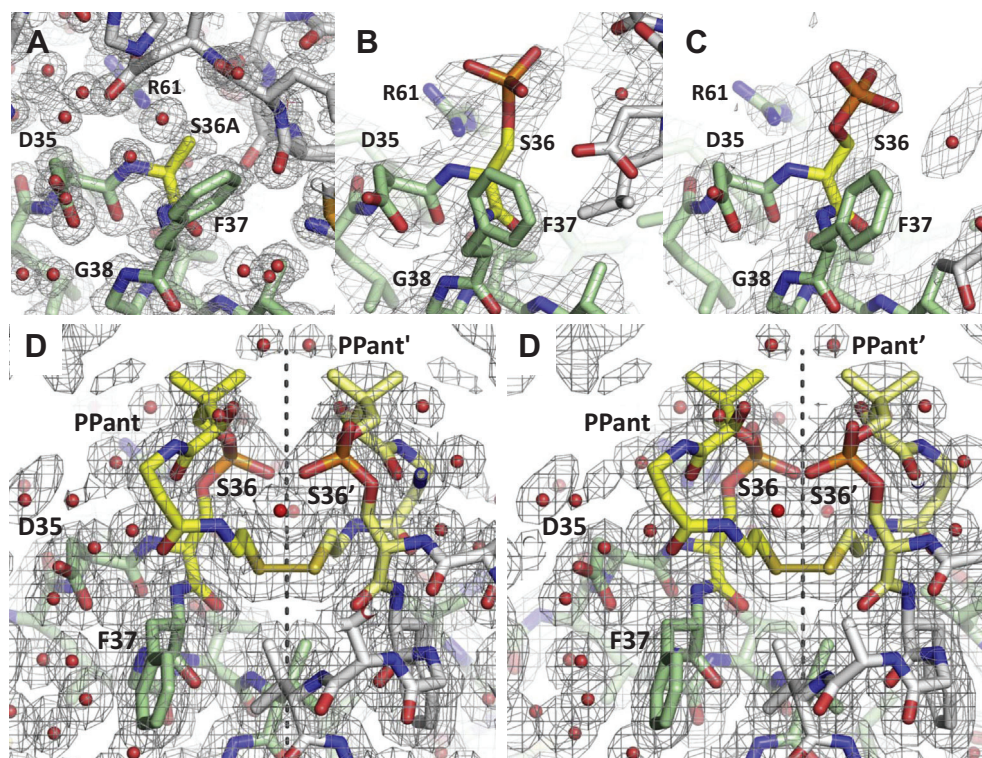 A
R61
S36A
D35
F37
G38
B
R61
D35
S36
F37
G38
C
R61
D35
S36
F37
G38
D
PPant'
PPant
S36
S36’
D35
F37
D
PPant’
PPant
S36
S36’
D35
F37